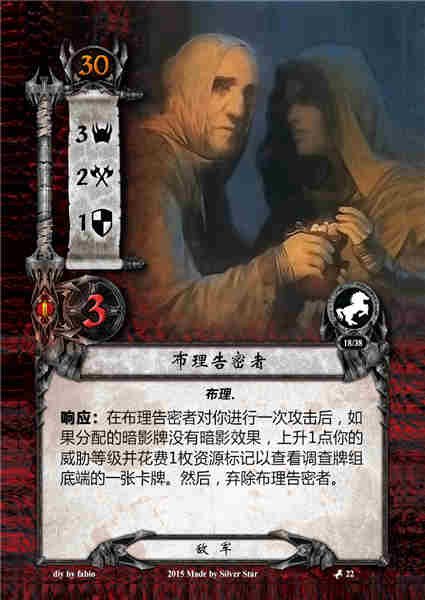 30
3
2
1
3
18/38
布理告密者
布理.
响应：在布理告密者对你进行一次攻击后，如
果分配的暗影牌没有暗影效果，上升1点你的
威胁等级并花费1枚资源标记以查看调查牌组
底端的一张卡牌。然后，弃除布理告密者。
敌 军
diy by fabio 2015 Made by Silver Star 22